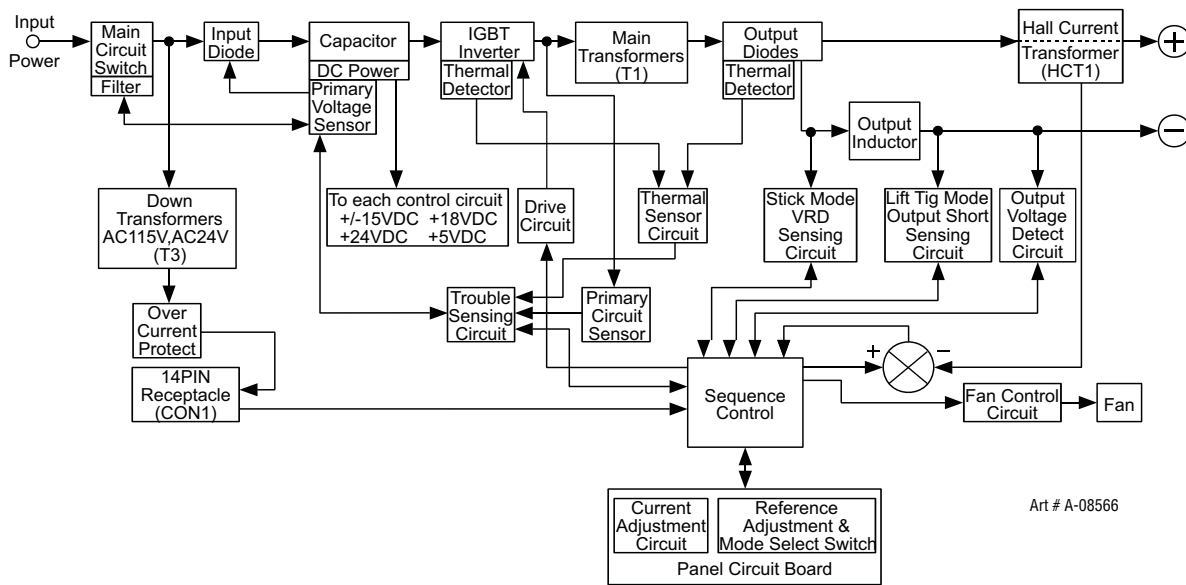 Input
Power
Main
Circuit
Switch
Filter
Input
Diode
Capacitor
DC Power
Primary
Voltage
Sensor
IGBT
Inverter
Thermal
Detector
Main
Transformers
(T1)
Output
Diodes
Thermal
Detector
Hall Current
Transformer
(HCT1)
+
−
Output
Inductor
Down
Transformers
AC115V,AC24V
(T3)
To each control circuit
+/-15VDC +18VDC
+24VDC +5VDC
Drive
Circuit
Thermal
Sensor
Circuit
Stick Mode
VRD
Sensing
Circuit
Lift Tig Mode
Output Short
Sensing
Circuit
Output
Voltage
Detect
Circuit
Over
Current
Protect
Trouble
Sensing
Circuit
Primary
Circuit
Sensor
14PIN
Receptacle
(CON1)
Sequence
Control
+
−
Fan Control
Circuit
Fan
Current
Adjustment
Circuit
Reference
Adjustment &
Mode Select Switch
Panel Circuit Board
Art # A-08566